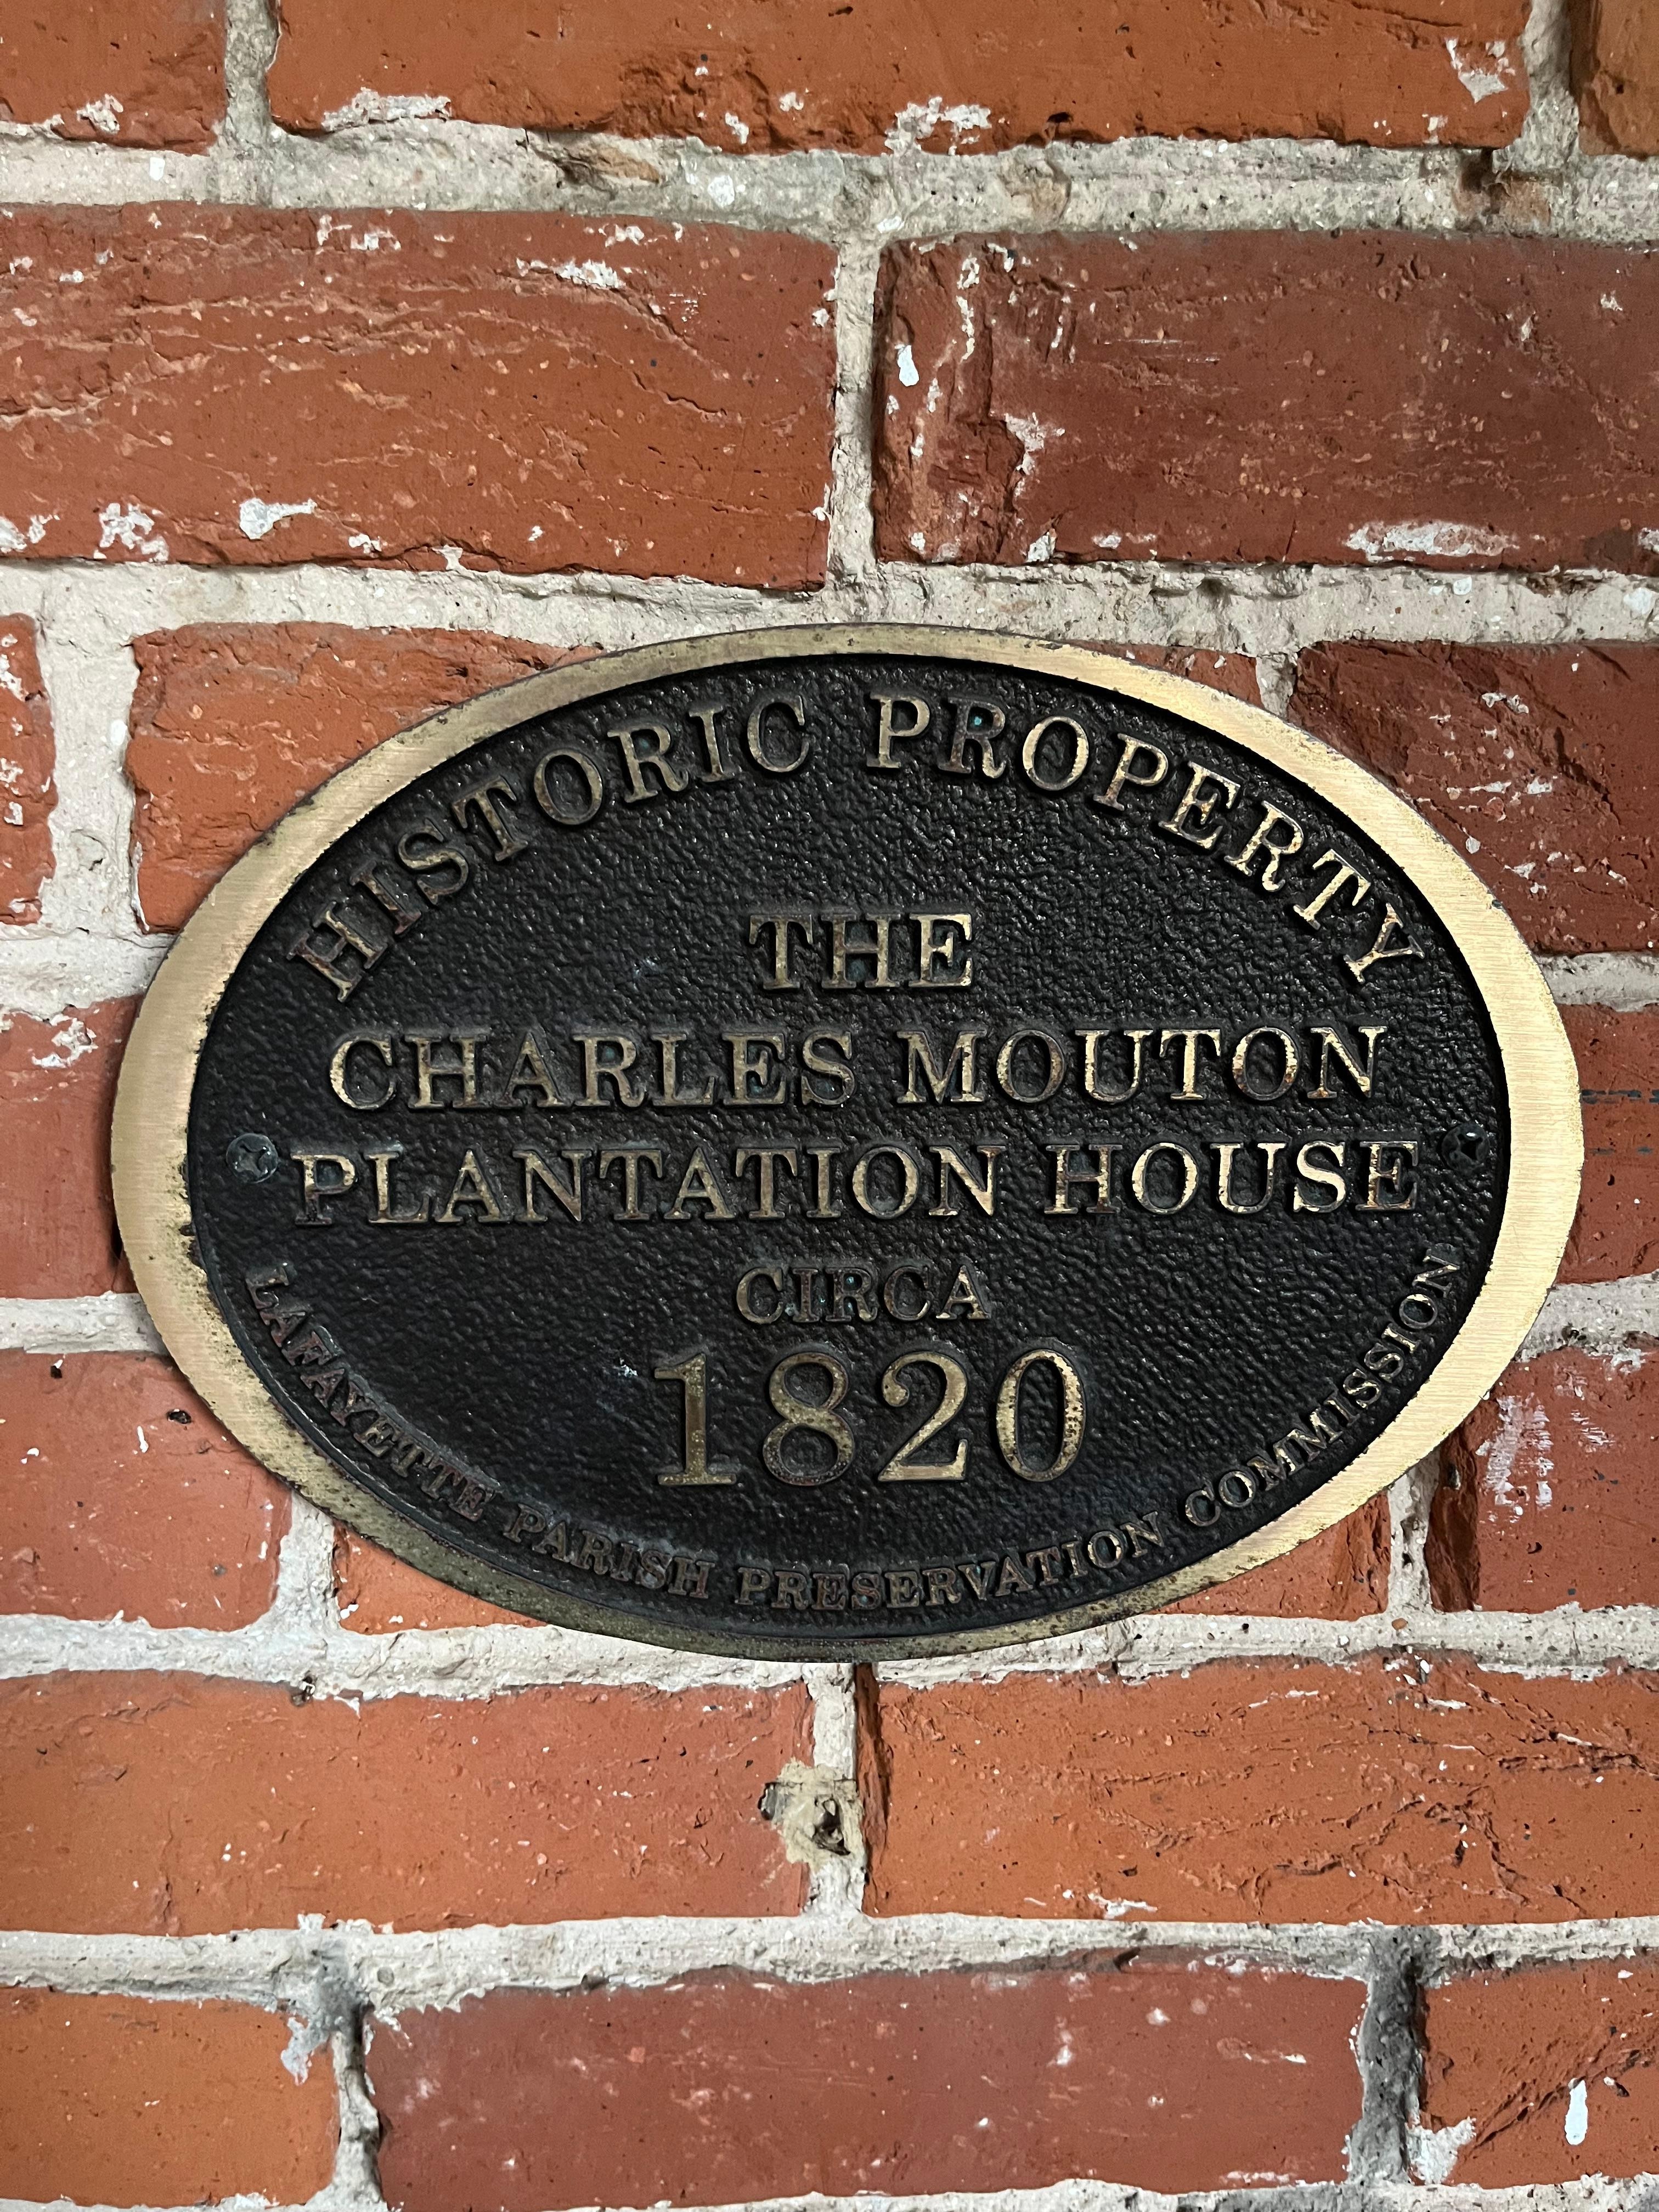 HISTORIC PROPERTY
THE
CHARLES MOUTON
PLANTATION HOUSE
CIRCA
1820
LAFAYETTE PARISH PRESERVATION COMMISSION